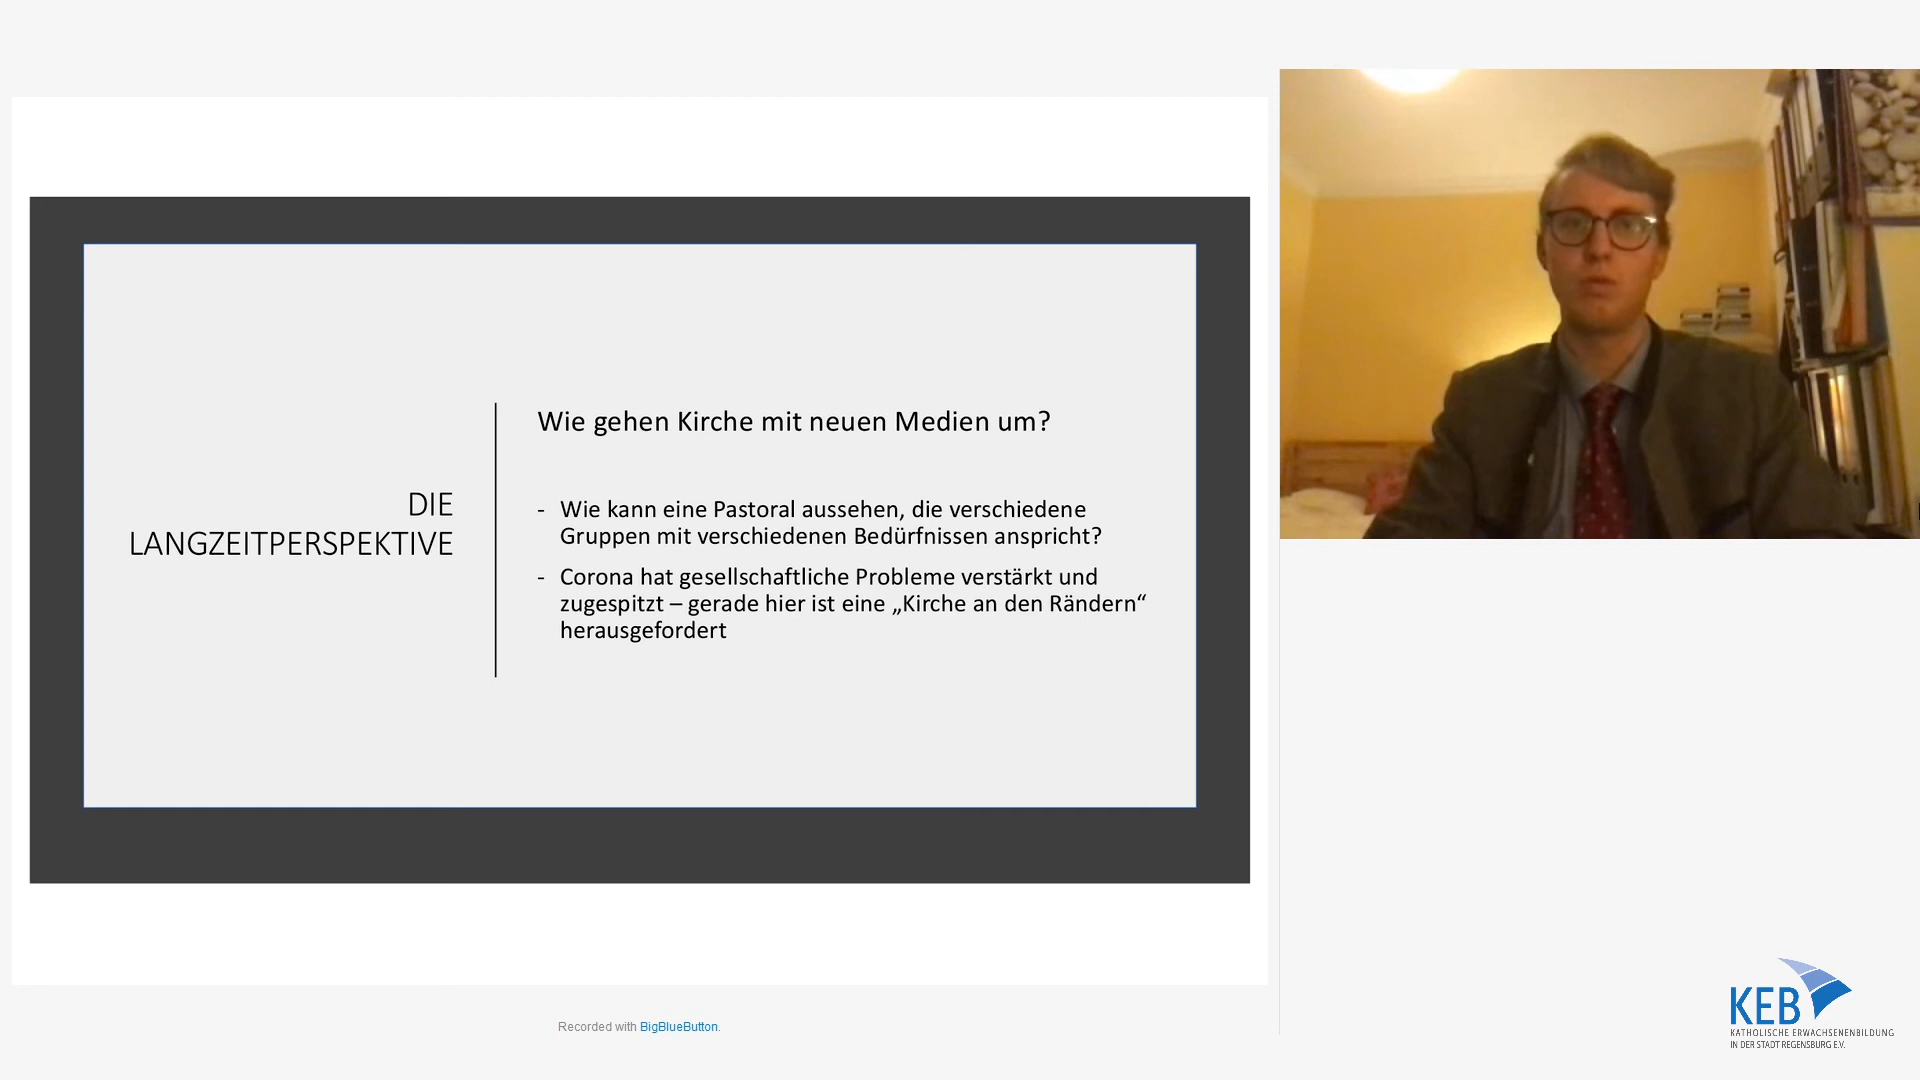 DIE
LANGZEITPERSPEKTIVE
Wie gehen Kirche mit neuen Medien um?
- Wie kann eine Pastoral aussehen, die verschiedene
Gruppen mit verschiedenen Bedürfnissen anspricht?
- Corona hat gesellschaftliche Probleme verstärkt und
zugespitzt – gerade hier ist eine „Kirche an den Rändern“
herausgefordert
Recorded with BigBlueButton.
KEB
KATHOLISCHE ERWACHSENENBILDUNG
IN DER STADT REGENSBURG E.V.